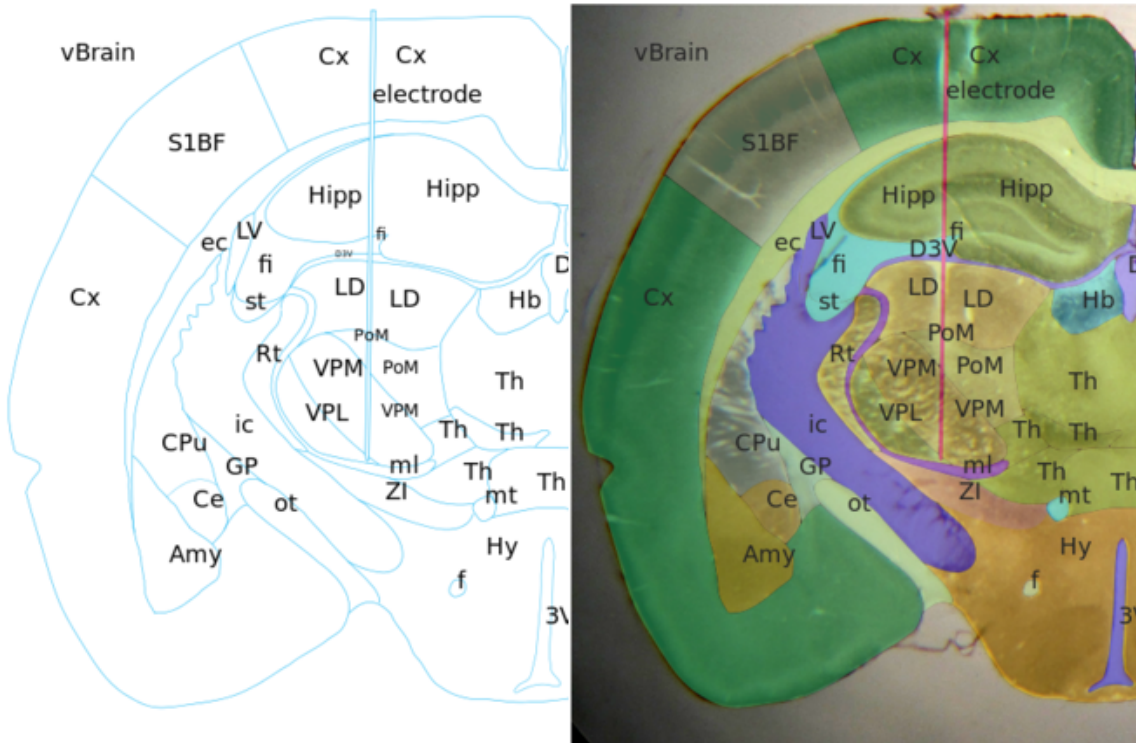 vBrain
Cx
Cx
electrode
S1BF
Hipp
Hipp
LV
ec
fi
fi
D3V
D
LD
LD
st
Hb
Cx
PoM
Rt
VPM
PoM
Th
VPL
VPM
ic
Th
Th
CPu
GP
ml
Th
ZI
mt
Th
Ce
ot
Amy
Hy
f
3V
vBrain
Cx
Cx
electrode
S1BF
Hipp
Hipp
LV
ec
fi
fi
D3V
D
LD
LD
st
Hb
Cx
PoM
Rt
VPM
PoM
Th
VPL
VPM
ic
Th
Th
CPu
GP
ml
Th
ZI
mt
Th
Ce
ot
Amy
Hy
f
3V